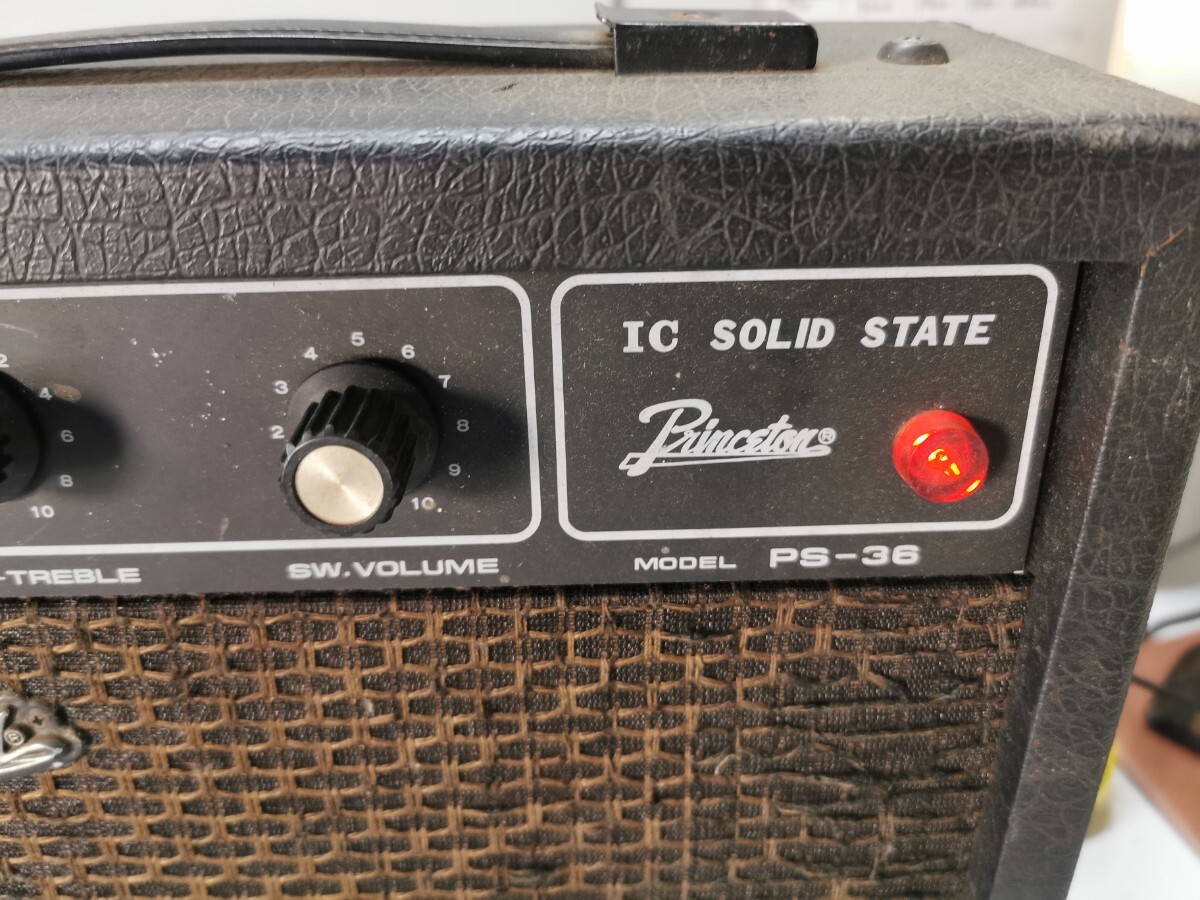 IC SOLID STATE
Princeton®
MODEL PS-36
2 4 6 8 10
-TREBLE
2 3 4 5 6 7 8 9 10
SW.VOLUME
®